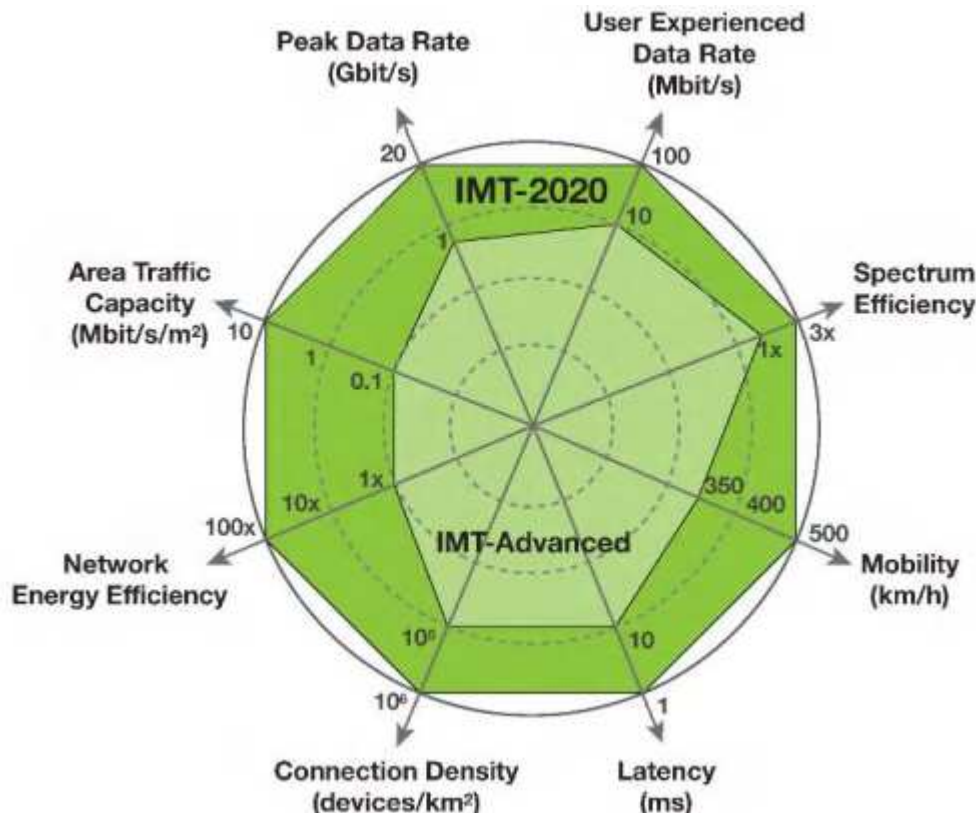 Peak Data Rate
(Gbit/s)
User Experienced
Data Rate
(Mbit/s)
20
100
IMT-2020
1
10
Area Traffic
Capacity
(Mbit/s/m²)
Spectrum
Efficiency
10
1
0.1
1x
3x
1x
10x
100x
350
400
500
Network
Energy Efficiency
IMT-Advanced
Mobility
(km/h)
10
10⁶
1
Connection Density
(devices/km²)
Latency
(ms)